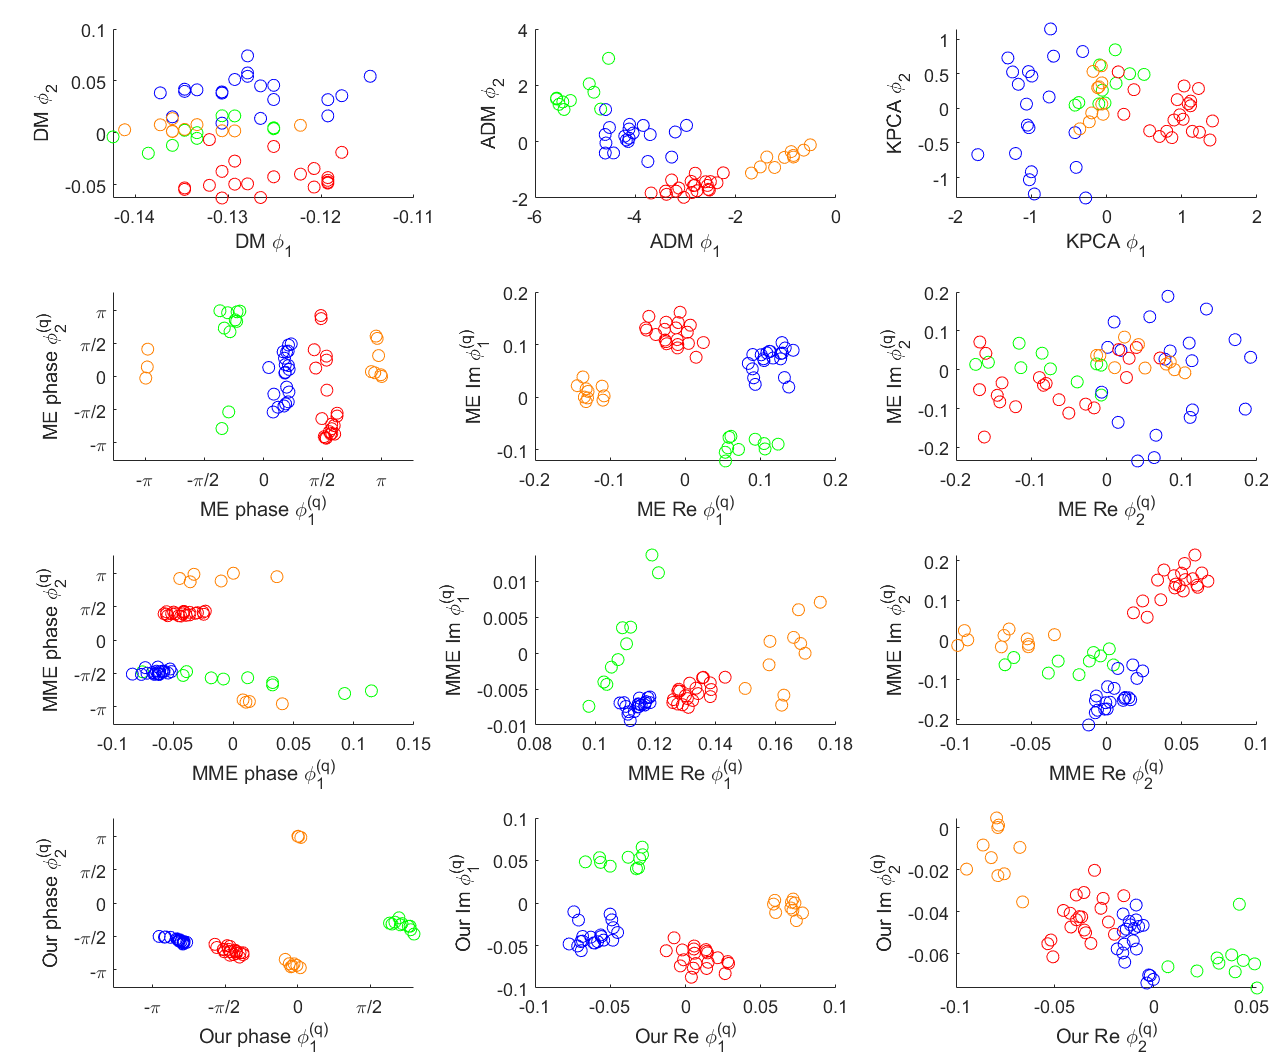 0.1
0.05
0
-0.05
-0.14 -0.13 -0.12 -0.11
DM ϕ₁
DM ϕ₂
4
2
0
-2
-6 -4 -2 0
ADM ϕ₁
ADM ϕ₂
1
0.5
0
-0.5
-1
-2 -1 0 1 2
KPCA ϕ₁
KPCA ϕ₂
π
π/2
0
-π/2
-π
-π -π/2 0 π/2 π
ME phase ϕ₁^(q)
ME phase ϕ₂^(q)
0.2
0.1
0
-0.1
-0.2 -0.1 0 0.1 0.2
ME Re ϕ₁^(q)
ME Im ϕ₁^(q)
0.2
0.1
0
-0.1
-0.2
-0.2 -0.1 0 0.1 0.2
ME Re ϕ₂^(q)
ME Im ϕ₂^(q)
π
π/2
0
-π/2
-π
-0.1 -0.05 0 0.05 0.1 0.15
MME phase ϕ₁^(q)
MME phase ϕ₂^(q)
0.01
0.005
0
-0.005
-0.01
0.08 0.1 0.12 0.14 0.16 0.18
MME Re ϕ₁^(q)
MME Im ϕ₁^(q)
0.2
0.1
0
-0.1
-0.2
-0.1 -0.05 0 0.05 0.1
MME Re ϕ₂^(q)
MME Im ϕ₂^(q)
π
π/2
0
-π/2
-π
-π -π/2 0 π/2
Our phase ϕ₁^(q)
Our phase ϕ₂^(q)
0.1
0.05
0
-0.05
-0.1
-0.1 -0.05 0 0.05 0.1
Our Re ϕ₁^(q)
Our Im ϕ₁^(q)
0
-0.02
-0.04
-0.06
-0.1 -0.05 0 0.05
Our Re ϕ₂^(q)
Our Im ϕ₂^(q)